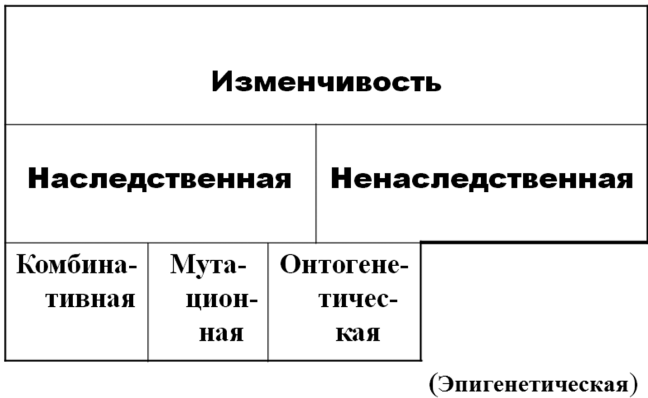 Изменчивость
Наследственная Ненаследственная
Комбина- Мута- Онтогене-
тивная цион- тичес-
ная кая
(Эпигенетическая)